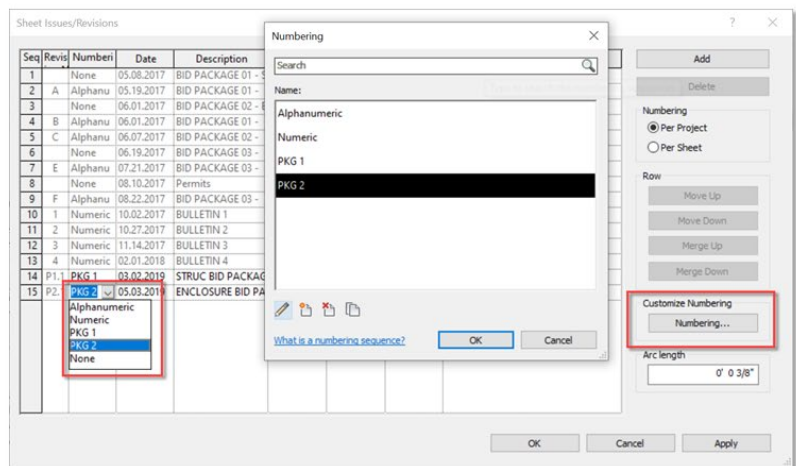 Sheet Issues/Revisions
Seq Revis Numberi Date Description
1 None 05.08.2017 BID PACKAGE 01 - S
2 A Alphanu 05.19.2017 BID PACKAGE 01 -
3 None 06.01.2017 BID PACKAGE 02 - E
4 B Alphanu 06.01.2017 BID PACKAGE 01 -
5 C Alphanu 06.07.2017 BID PACKAGE 02 -
6 None 06.19.2017 BID PACKAGE 03 -
7 E Alphanu 07.21.2017 BID PACKAGE 03 -
8 None 08.10.2017 Permits
9 F Alphanu 08.22.2017 BID PACKAGE 03 -
10 1 Numeric 10.02.2017 BULLETIN 1
11 2 Numeric 10.27.2017 BULLETIN 2
12 3 Numeric 11.14.2017 BULLETIN 3
13 4 Numeric 02.01.2018 BULLETIN 4
14 P1.1 PKG 1 03.02.2019 STRUC BID PACKAG
15 P2. PKG 2 05.03.2019 ENCLOSURE BID PA
Alphanumeric
Numeric
PKG 1
PKG 2
None
Numbering
Search
Name:
Alphanumeric
Numeric
PKG 1
PKG 2
What is a numbering sequence?
OK Cancel
Add
Delete
Numbering
Per Project
Per Sheet
Row
Move Up
Move Down
Merge Up
Merge Down
Customize Numbering
Numbering...
Arc length
0' 0 3/8"
OK Cancel Apply